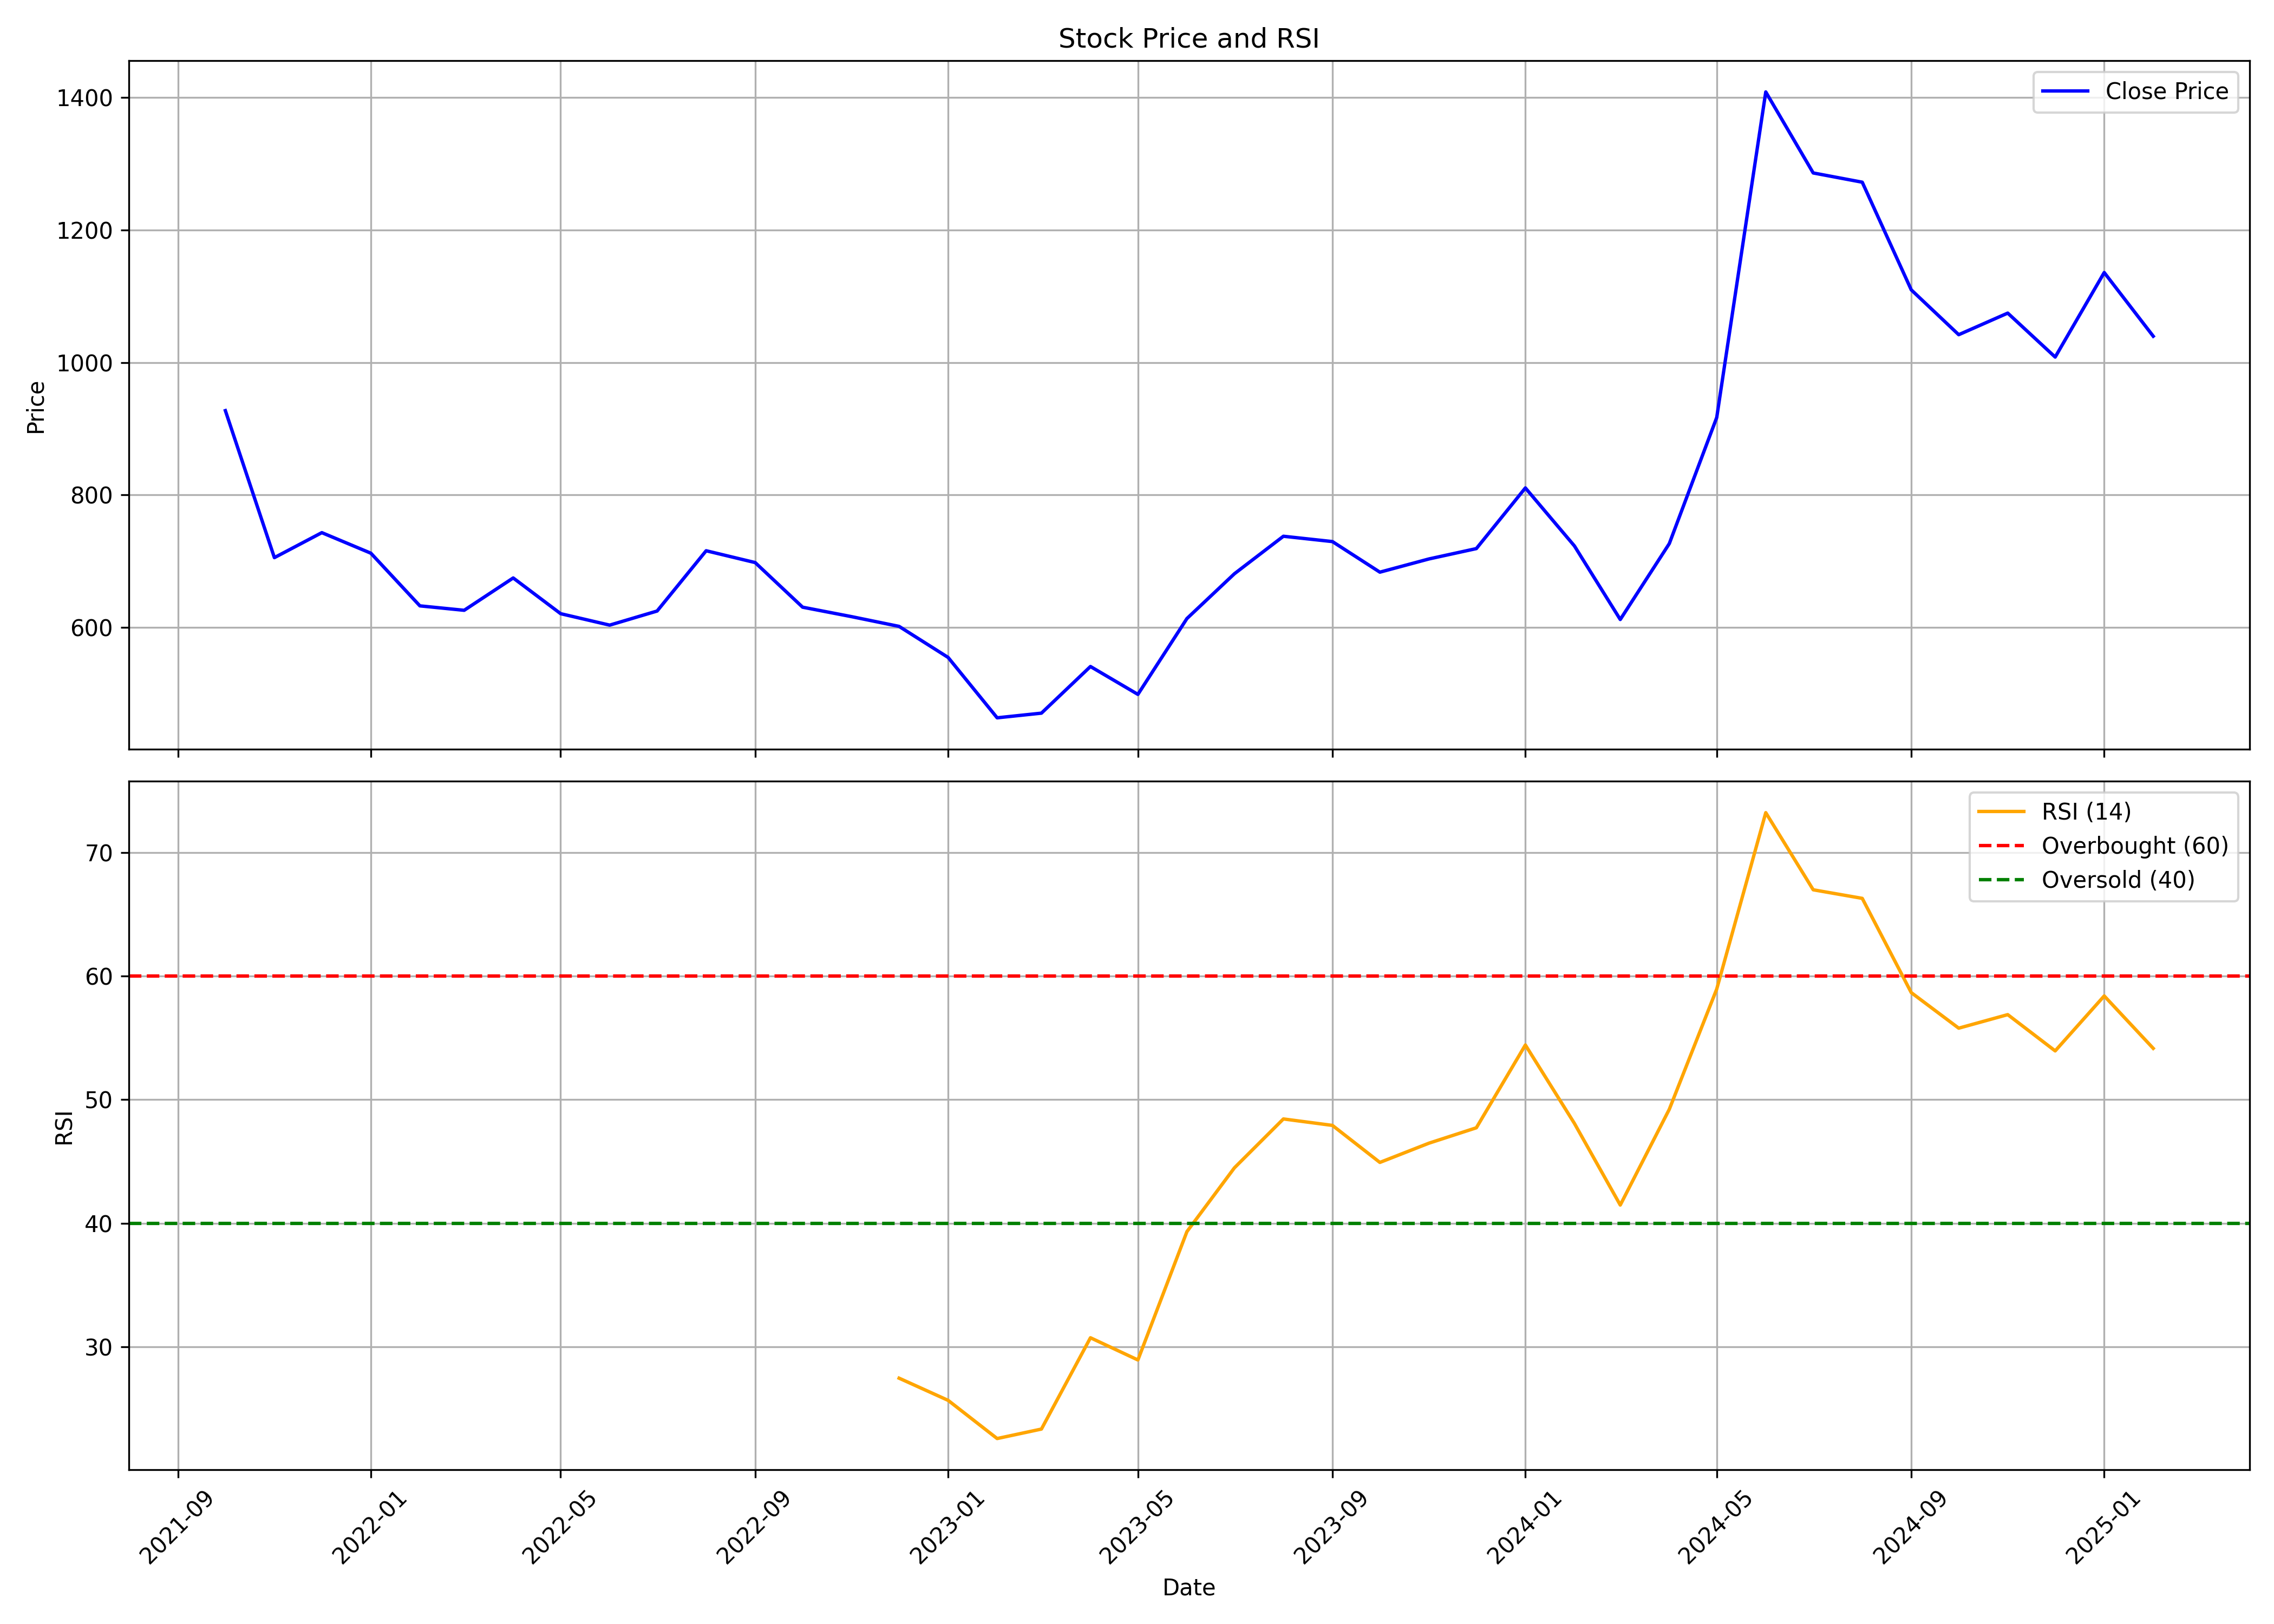 Stock Price and RSI
1400
1200
1000
800
600
Price
Close Price
70
60
50
40
30
RSI
RSI (14)
Overbought (60)
Oversold (40)
2021-09
2022-01
2022-05
2022-09
2023-01
2023-05
2023-09
2024-01
2024-05
2024-09
2025-01
Date